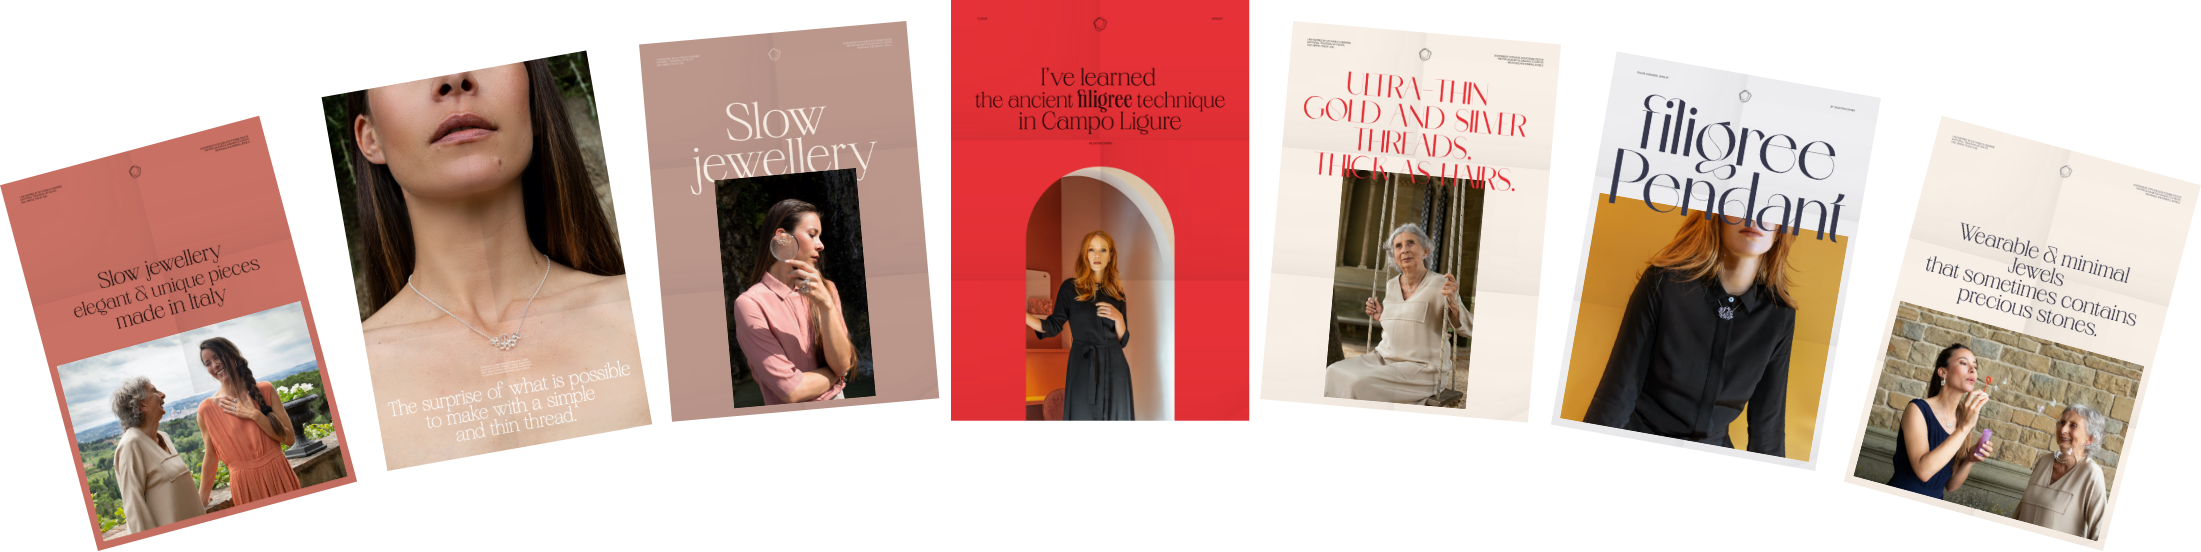 Slow jewellery
elegant & unique pieces
made in Italy
The surprise of what is possible
to make with a simple
and thin thread.
Slow
jewellery
I've learned
the ancient filigree technique
in Campo Ligure
ULTRA-THIN
GOLD AND SILVER
THREADS.
THICK AS HAIRS.
filigree
Pendant
Wearable & minimal
Jewels
that sometimes contains
precious stones.